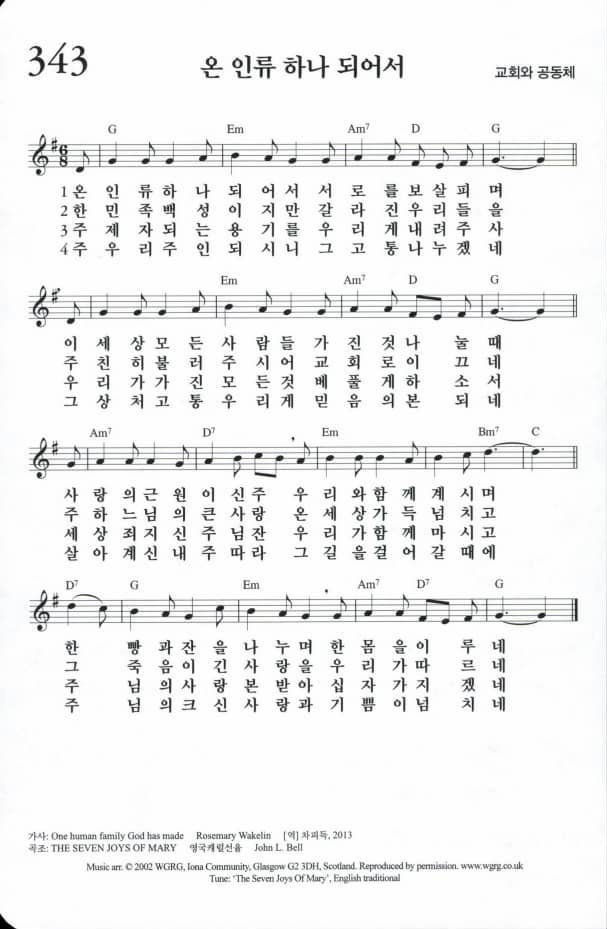 343
온 인류 하나 되어서
교회와 공동체
G Em Am7 D G
1 온 인 류 하 나 되 어 서 서 로 를 보 살 피 며
2 한 민 족 백 성 이 지 만 갈 라 진 우 리 들 을
3 주 제 자 되 는 용 기 를 우 리 게 내 려 주 사
4 주 우 리 주 인 되 시 니 그 고 통 나 누 겠 네
Em Am7 D G
이 세 상 모 든 사 람 들 가 진 것 나 눌 때
주 친 히 불 러 주 시 어 교 회 로 이 끄 네
우 리 가 가 진 모 든 것 베 풀 게 하 소 서
그 상 처 고 통 우 리 게 믿 음 의 본 되 네
Am7 D7 Em Bm7 C
사 랑 의 근 원 이 신 주 우 리 와 함 께 계 시 며
주 하 느 님 의 큰 사 랑 온 세 상 가 득 넘 치 고
세 상 죄 지 신 주 님 잔 우 리 가 함 께 마 시 고
살 아 계 신 내 주 따 라 그 길 을 걸 어 갈 때 에
D7 G Em Am7 D7 G
한 빵 과 잔 을 나 누 며 한 몸 을 이 루 네
그 죽 음 이 긴 사 랑 을 우 리 가 따 르 네
주 님 의 사 랑 본 받 아 십 자 가 지 겠 네
주 님 의 크 신 사 랑 과 기 쁨 이 넘 치 네
가사: One human family God has made Rosemary Wakelin [역] 차피득, 2013
곡조: THE SEVEN JOYS OF MARY 영국캐럴선율 John L. Bell
Music arr. © 2002 WGRG, Iona Community, Glasgow G2 3DH, Scotland. Reproduced by permission. www.wgrg.co.uk
Tune: ‘The Seven Joys Of Mary’, English traditional